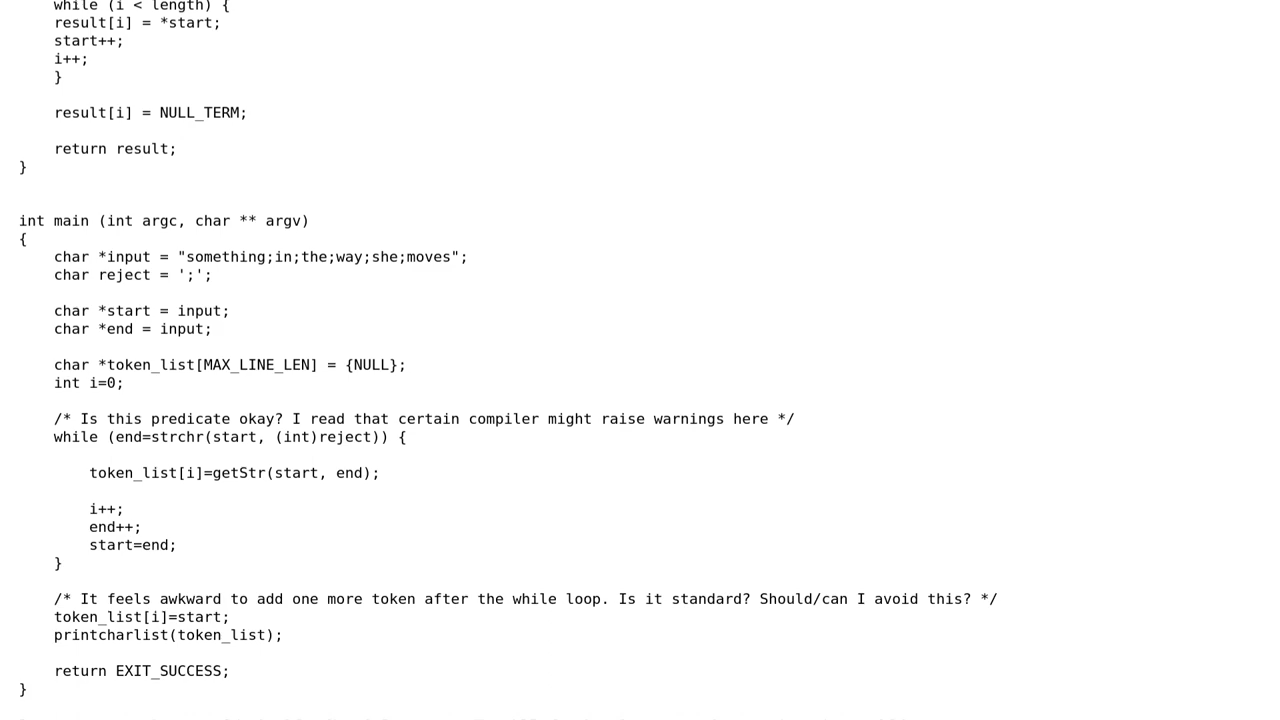 while (i < length) {
result[i] = *start;
start++;
i++;
}
result[i] = NULL_TERM;
return result;
}
int main (int argc, char ** argv)
{
char *input = "something;in;the;way;she;moves";
char reject = ';';
char *start = input;
char *end = input;
char *token_list[MAX_LINE_LEN] = {NULL};
int i=0;
/* Is this predicate okay? I read that certain compiler might raise warnings here */
while (end=strchr(start, (int)reject)) {
token_list[i]=getStr(start, end);
i++;
end++;
start=end;
}
/* It feels awkward to add one more token after the while loop. Is it standard? Should/can I avoid this? */
token_list[i]=start;
printcharlist(token_list);
return EXIT_SUCCESS;
}